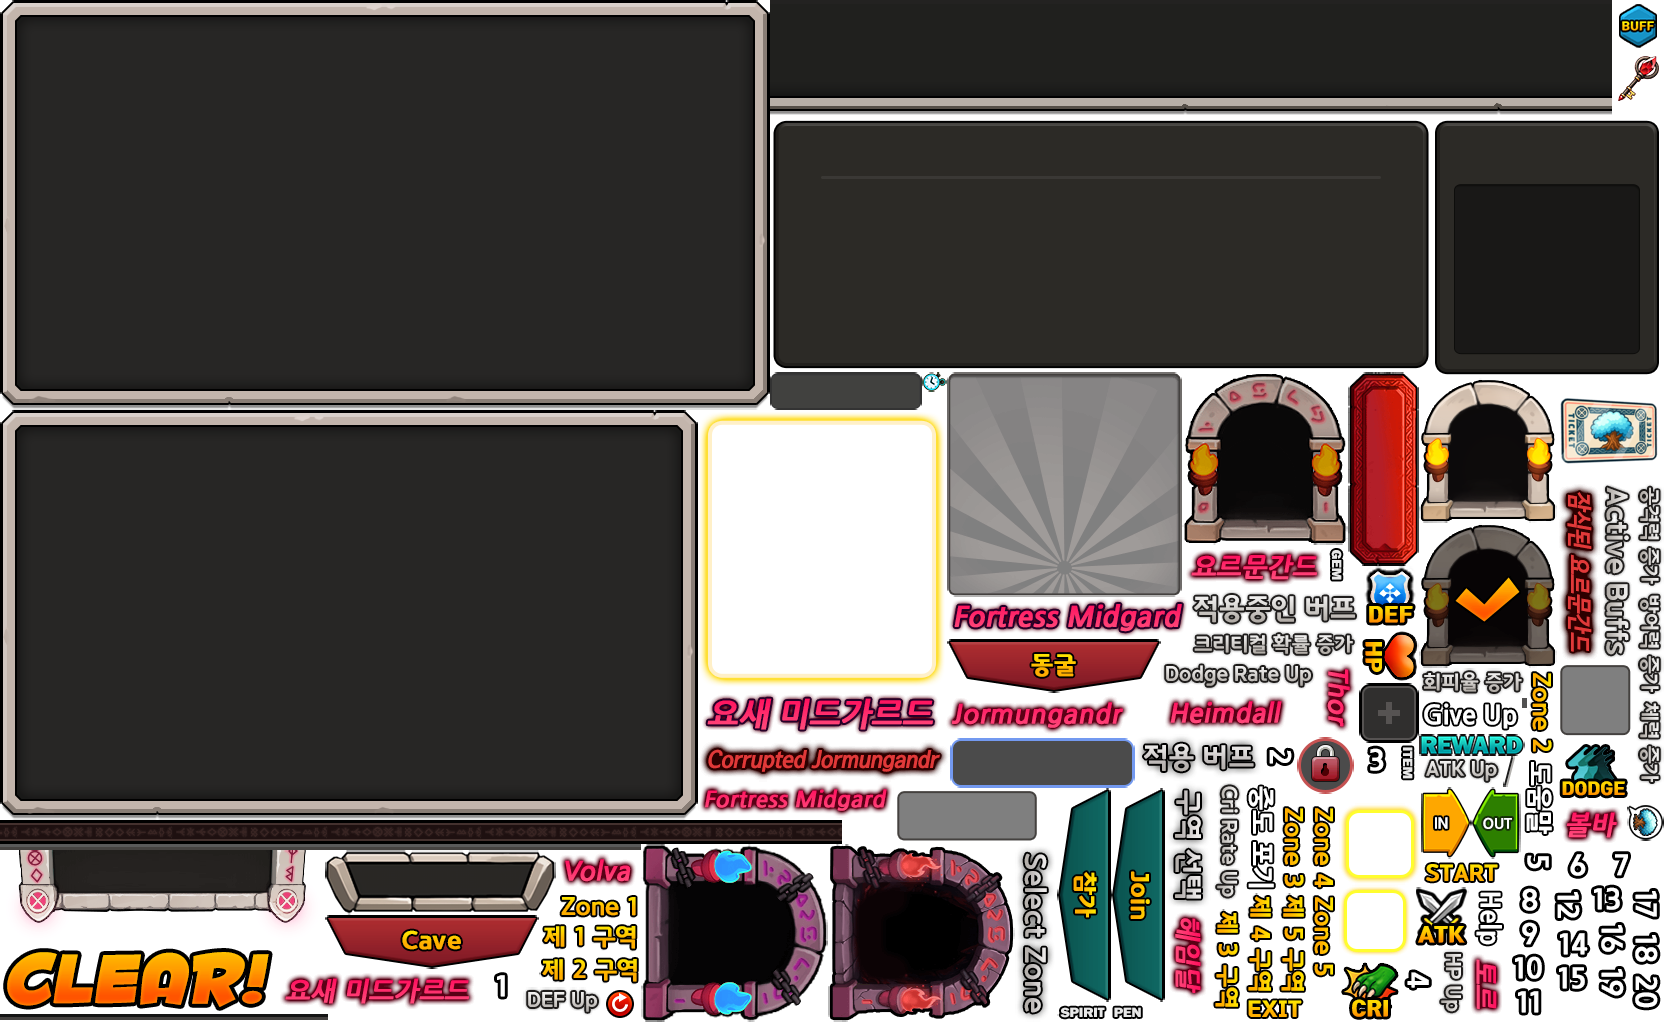 BUFF
TICKET
TICKET
요르문간드
GEM
Fortress Midgard
적용중인 버프
DEF
크리티컬 확률 증가
HP
동굴
Dodge Rate Up
Thor
잠식된 요르문간드
Active Buffs
공격력 증가
방어력 증가
체력 증가
회피율 증가
Zone 2
요새 미드가르드
Jormungandr
Heimdall
Give Up
REWARD
ITEM
ATK Up
Corrupted Jormungandr
적용 버프
2
3
DODGE
Fortress Midgard
구역 선택
Cri Rate Up
중도 포기
Zone 3
Zone 4
IN
OUT
도움말
볼바
START
5
6
7
Volva
Zone 1
제 1 구역
제 2 구역
Cave
Select Zone
참가
Join
헤임달
제 3 구역
제 4 구역
제 5 구역
Zone 5
ATK
Help
8
9
10
11
12
13
14
15
16
17
18
19
20
CLEAR!
요새 미드가르드
1
DEF Up
SPIRIT PEN
EXIT
CRI
4
HP Up
토르